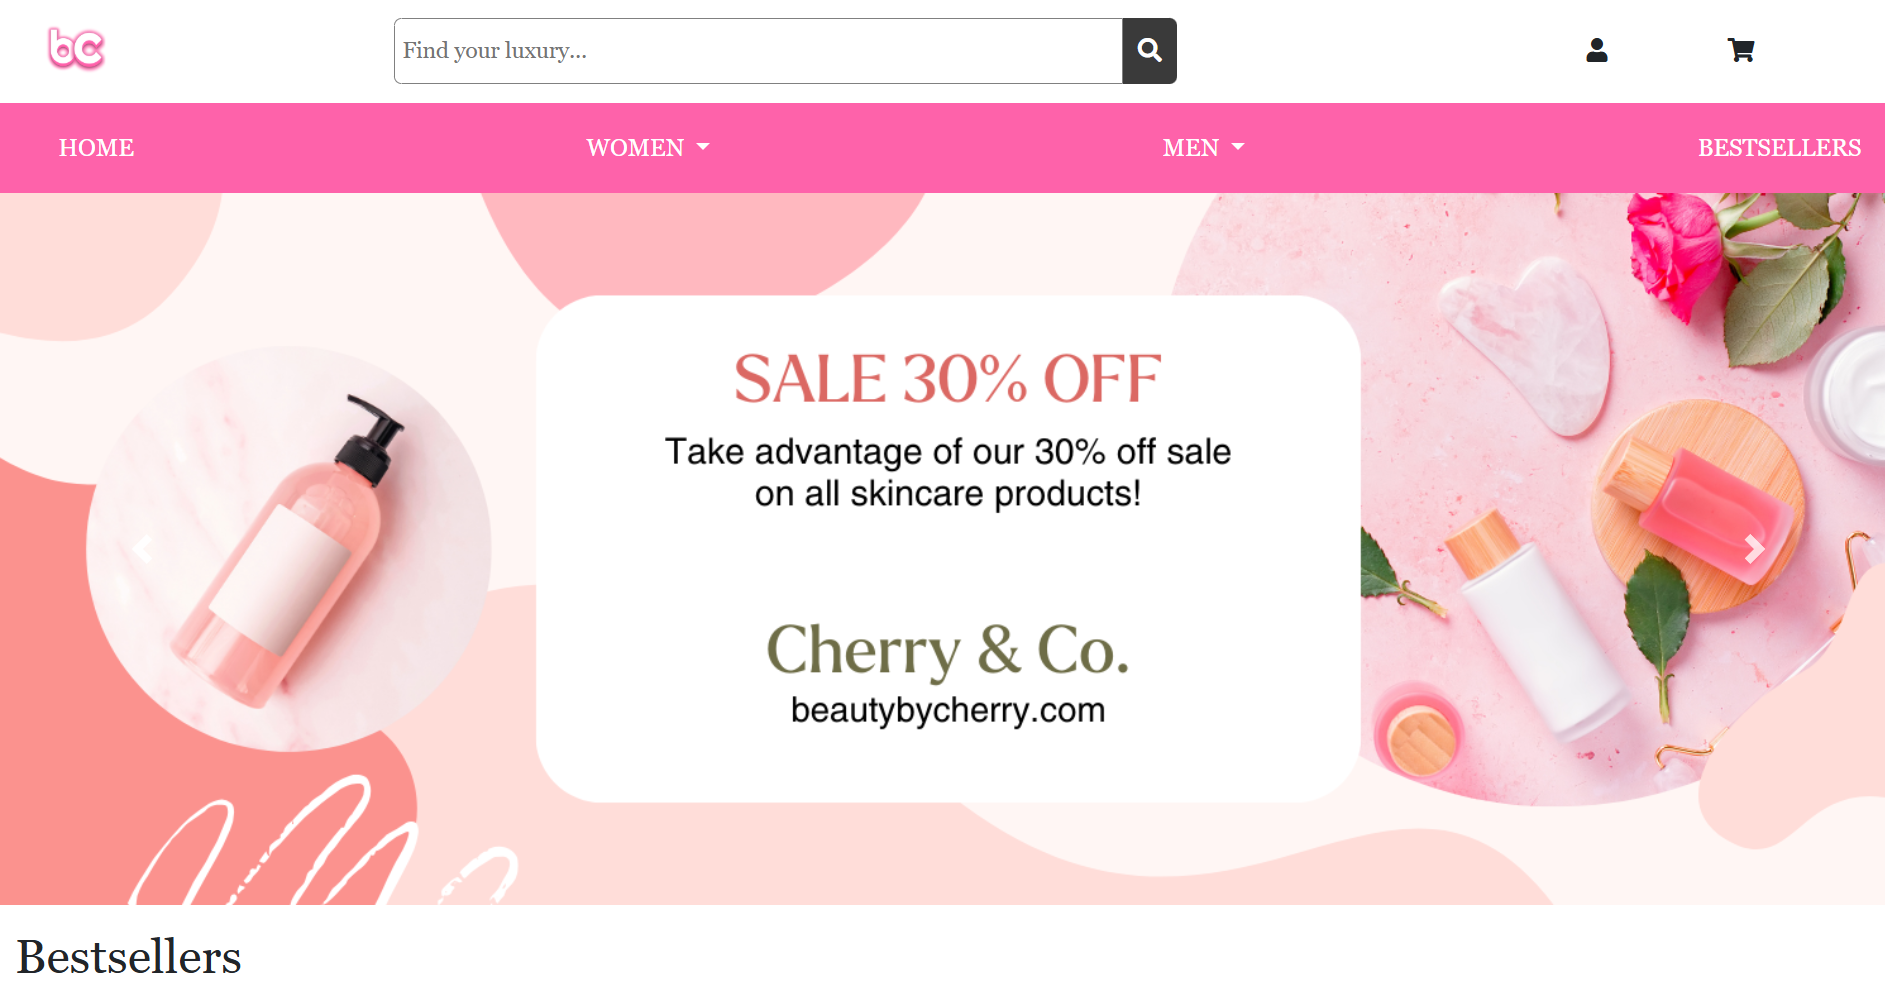 bc
Find your luxury...
HOME
WOMEN
MEN
BESTSELLERS
SALE 30% OFF
Take advantage of our 30% off sale
on all skincare products!
Cherry & Co.
beautybycherry.com
Bestsellers